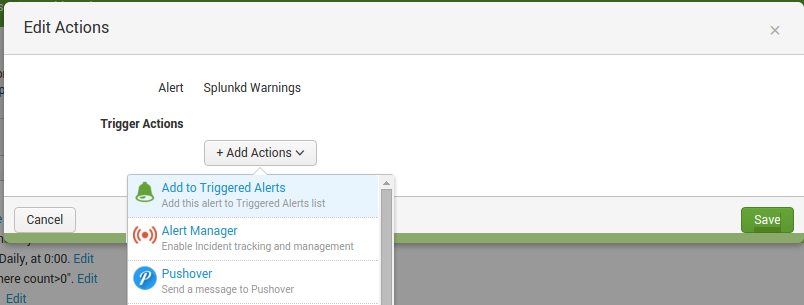 Edit Actions
×
Alert Splunkd Warnings
Trigger Actions
+ Add Actions
Add to Triggered Alerts
Add this alert to Triggered Alerts list
Cancel
Save
Alert Manager
Enable Incident tracking and management
Daily, at 0:00. Edit
Pushover
here count>0". Edit
Send a message to Pushover
Edit